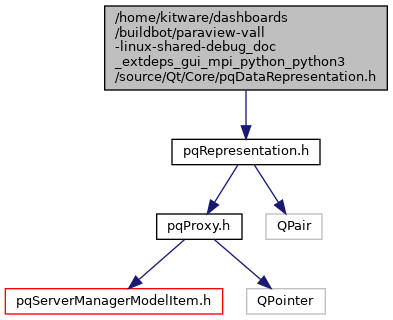 /home/kitware/dashboards
/buildbot/paraview-vall
-linux-shared-debug_doc
_extdeps_gui_mpi_python_python3
/source/Qt/Core/pqDataRepresentation.h
pqRepresentation.h
pqProxy.h
QPair
pqServerManagerModelItem.h
QPointer